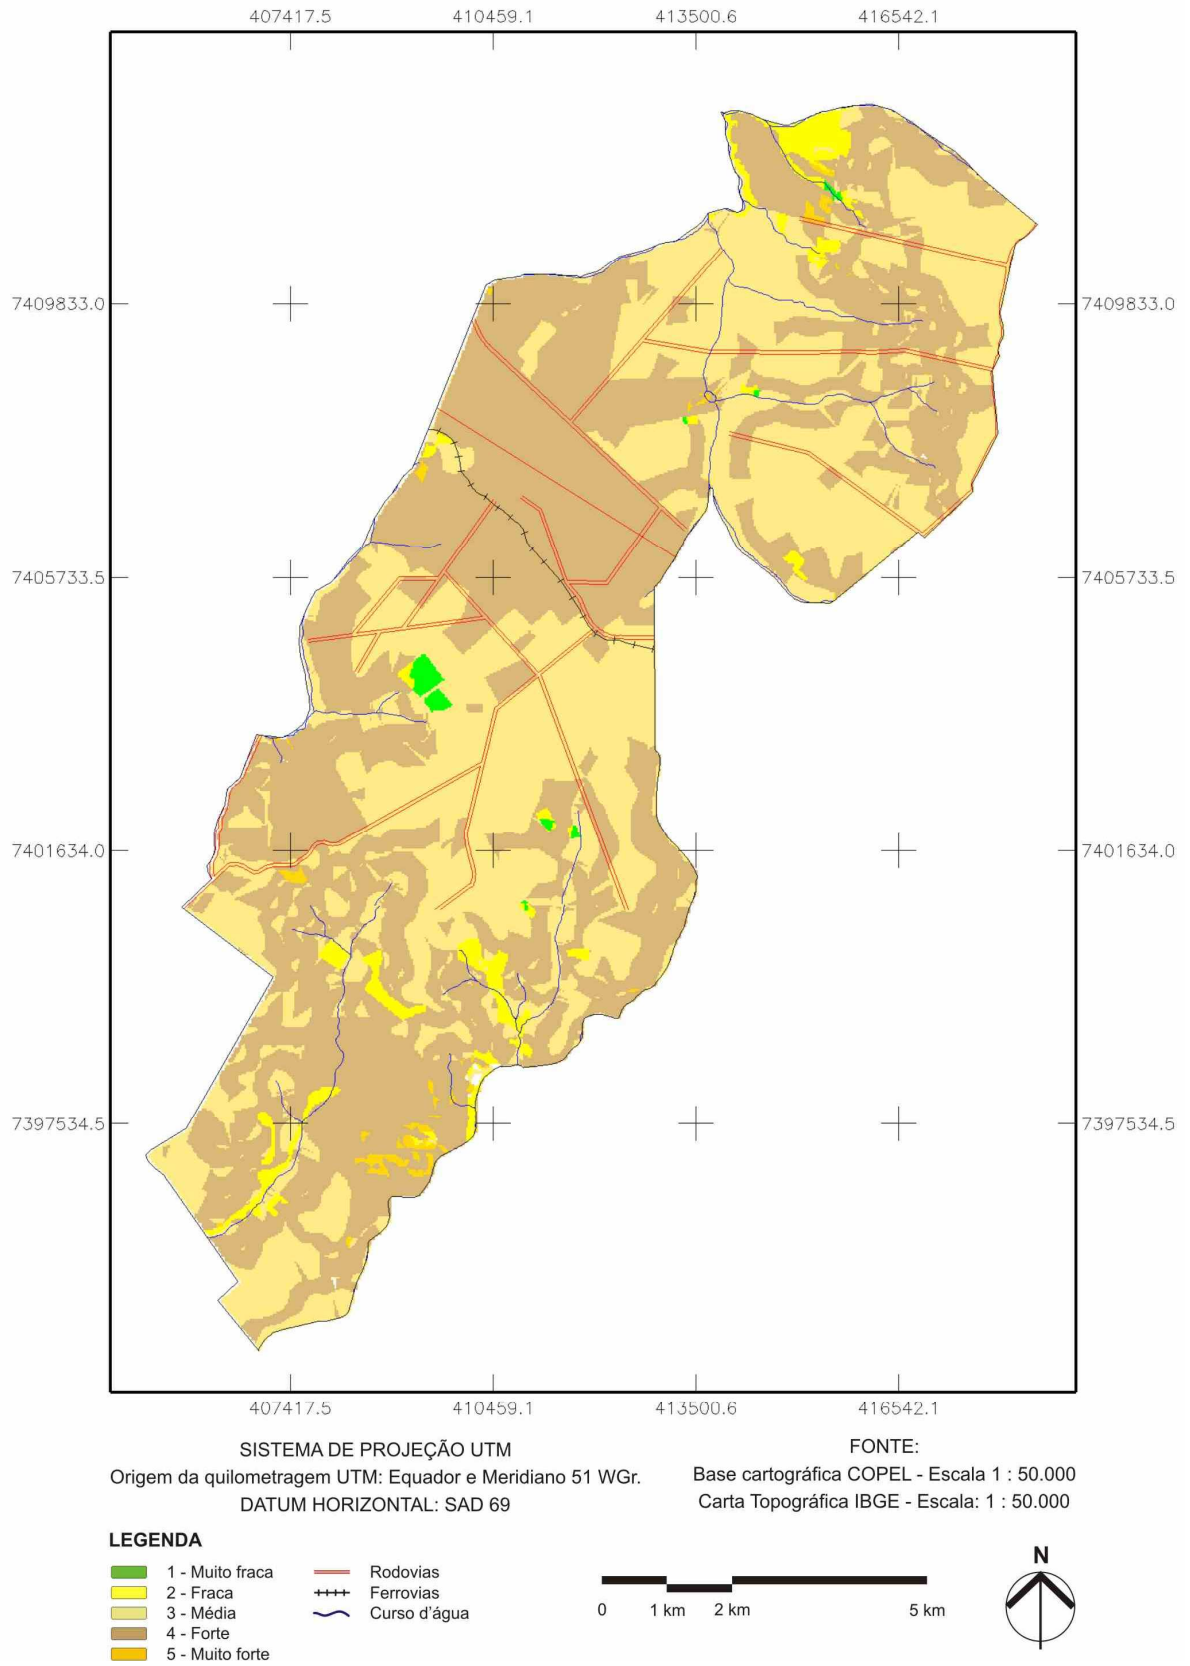 407417.5 410459.1 413500.6 416542.1
7409833.0 7409833.0
7405733.5 7405733.5
7401634.0 7401634.0
7397534.5 7397534.5
407417.5 410459.1 413500.6 416542.1
SISTEMA DE PROJEÇÃO UTM
Origem da quilometragem UTM: Equador e Meridiano 51 WGr.
DATUM HORIZONTAL: SAD 69
FONTE:
Base cartográfica COPEL - Escala 1 : 50.000
Carta Topográfica IBGE - Escala: 1 : 50.000
LEGENDA
1 - Muito fraca
2 - Fraca
3 - Média
4 - Forte
5 - Muito forte
Rodovias
Ferrovias
Curso d'água
0 1 km 2 km 5 km
N